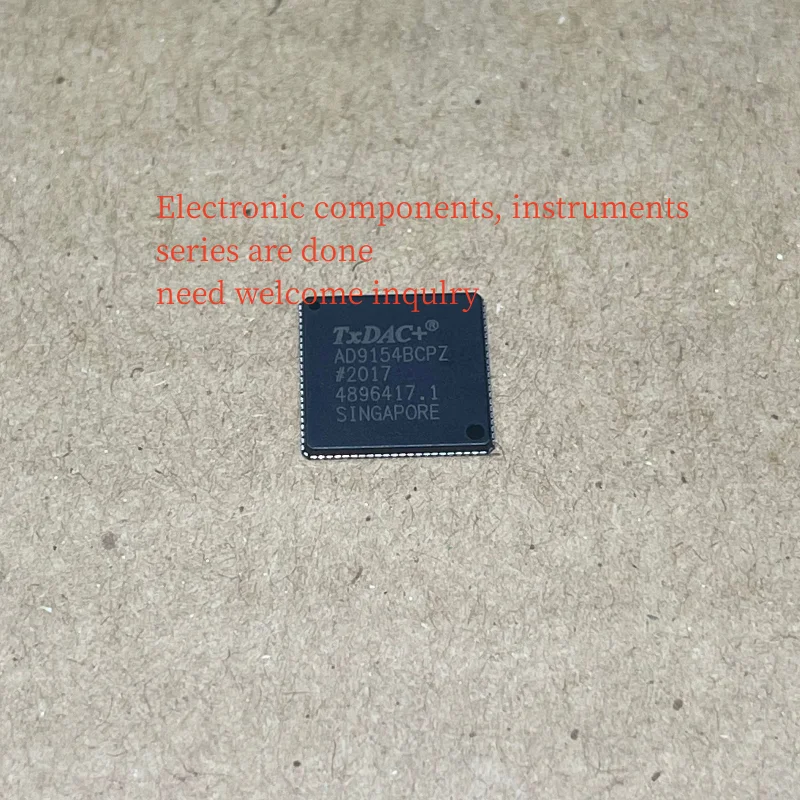 Electronic components, instruments
series are done
need welcome inqulry
TxDAC+®
AD9154BCPZ
#2017
4896417.1
SINGAPORE